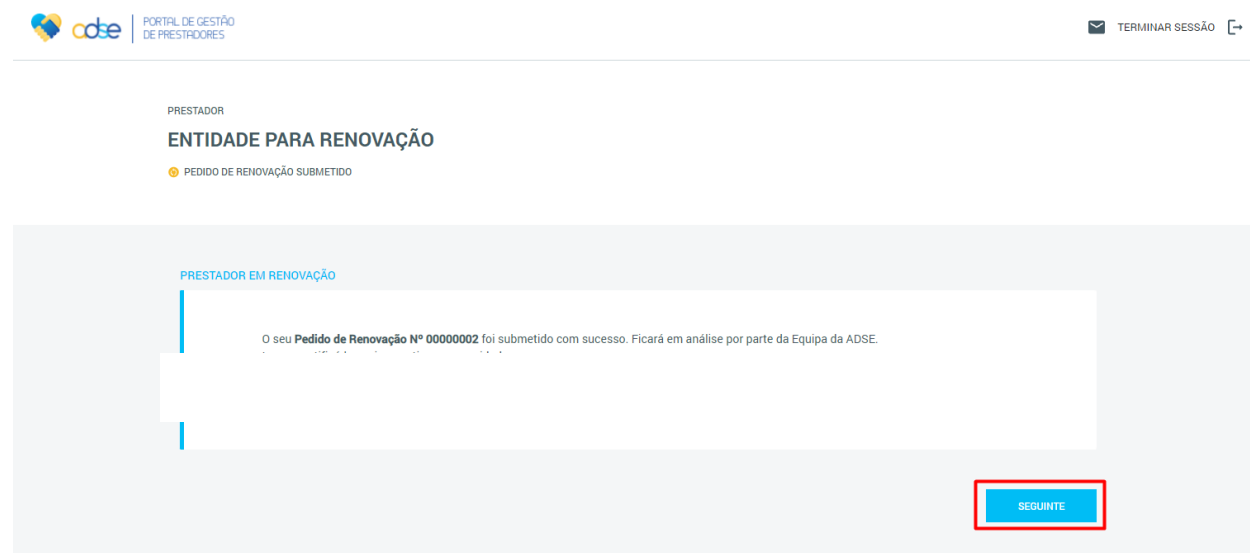 adse
PORTAL DE GESTÃO
DE PRESTADORES
TERMINAR SESSÃO
PRESTADOR
ENTIDADE PARA RENOVAÇÃO
PEDIDO DE RENOVAÇÃO SUBMETIDO
PRESTADOR EM RENOVAÇÃO
O seu Pedido de Renovação Nº 00000002 foi submetido com sucesso. Ficará em análise por parte da Equipa da ADSE.
SEGUINTE